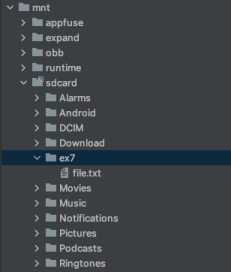 mnt
appfuse
expand
obb
runtime
sdcard
Alarms
Android
DCIM
Download
ex7
file.txt
Movies
Music
Notifications
Pictures
Podcasts
Ringtones